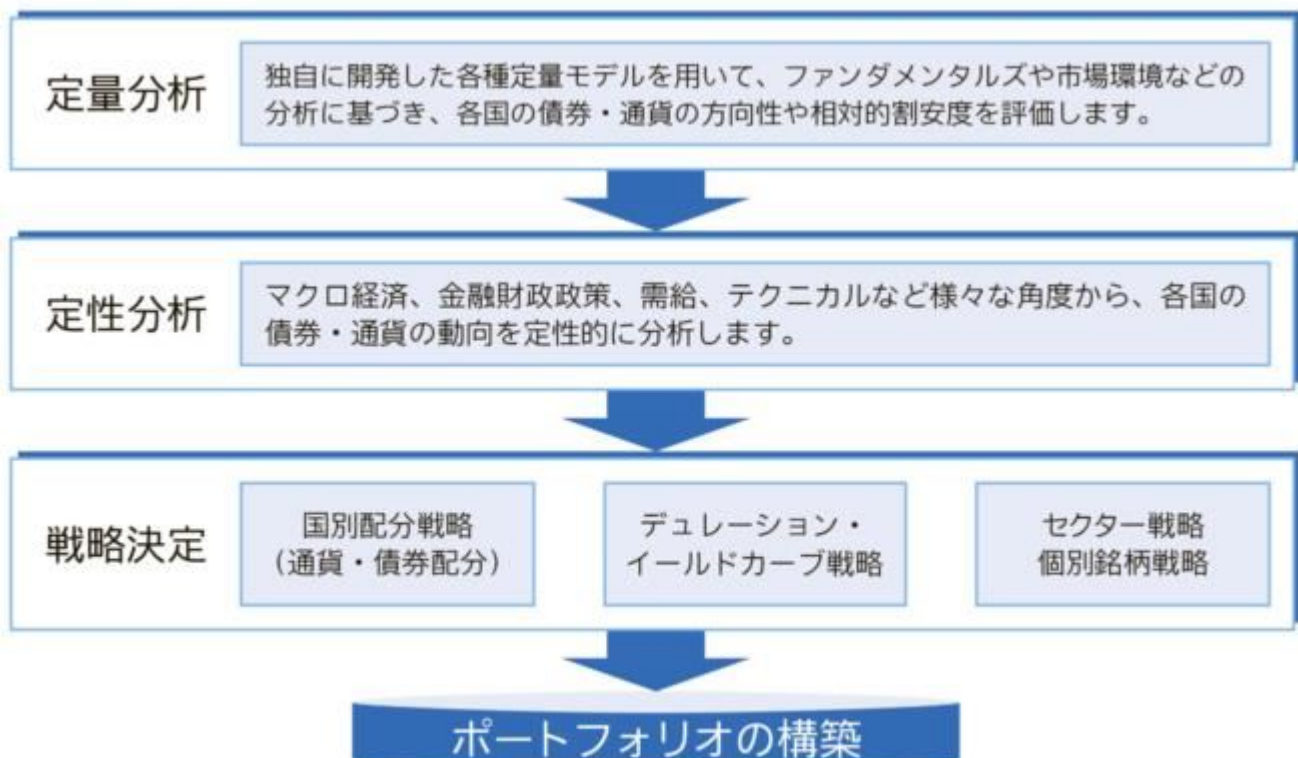 定量分析
独自に開発した各種定量モデルを用いて、ファンダメンタルズや市場環境などの
分析に基づき、各国の債券・通貨の方向性や相対的割安度を評価します。
定性分析
マクロ経済、金融財政政策、需給、テクニカルなど様々な角度から、各国の
債券・通貨の動向を定性的に分析します。
戦略決定
国別配分戦略
（通貨・債券配分）
デュレーション・
イールドカーブ戦略
セクター戦略
個別銘柄戦略
ポートフォリオの構築